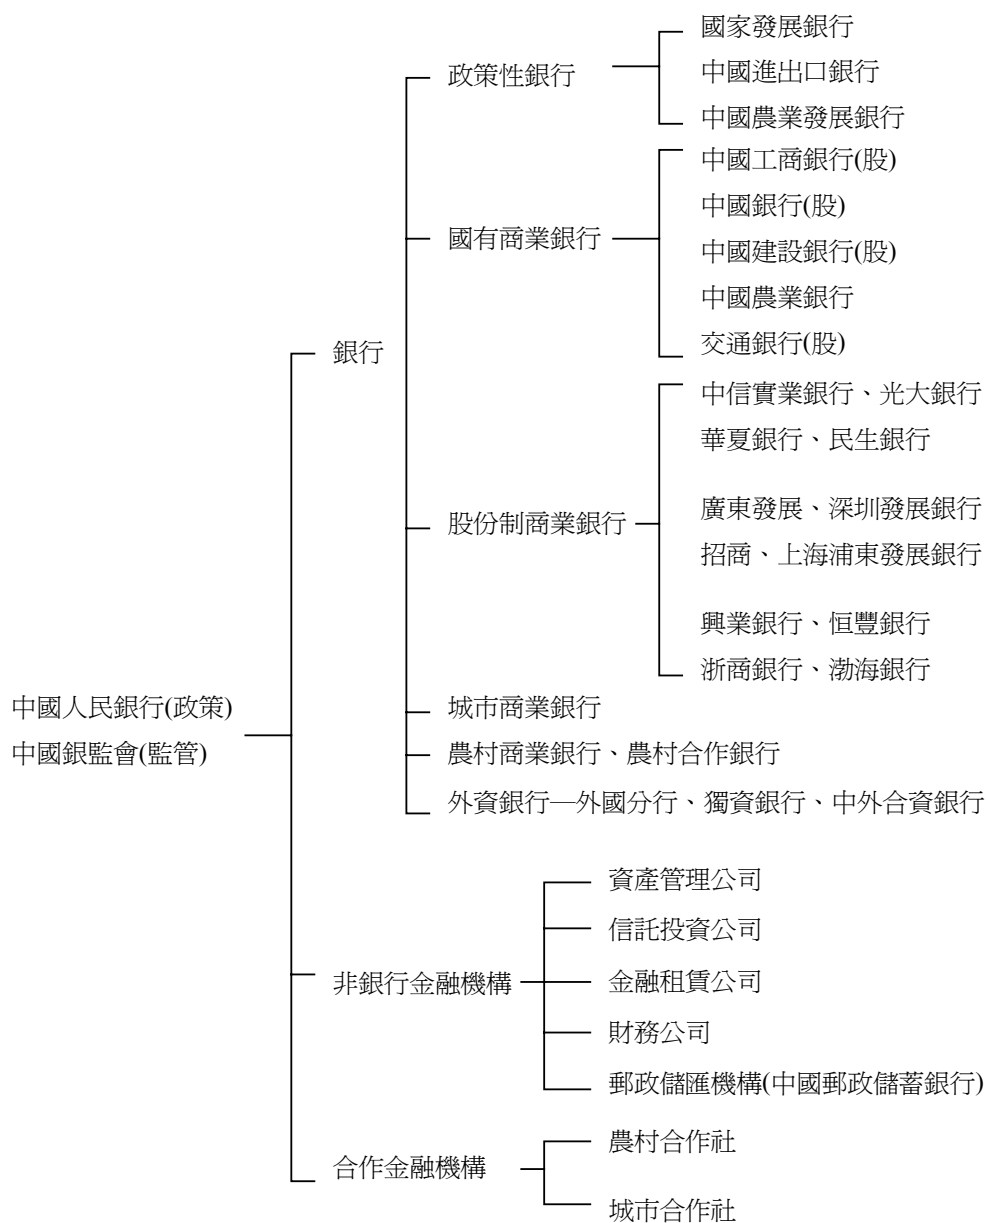 國家發展銀行
政策性銀行
中國進出口銀行
中國農業發展銀行
中國工商銀行(股)
中國銀行(股)
國有商業銀行
中國建設銀行(股)
中國農業銀行
交通銀行(股)
銀行
中信實業銀行、光大銀行
華夏銀行、民生銀行
廣東發展、深圳發展銀行
股份制商業銀行
招商、上海浦東發展銀行
興業銀行、恒豐銀行
浙商銀行、渤海銀行
中國人民銀行(政策)
中國銀監會(監管)
城市商業銀行
農村商業銀行、農村合作銀行
外資銀行—外國分行、獨資銀行、中外合資銀行
資產管理公司
信託投資公司
非銀行金融機構
金融租賃公司
財務公司
郵政儲匯機構(中國郵政儲蓄銀行)
農村合作社
合作金融機構
城市合作社